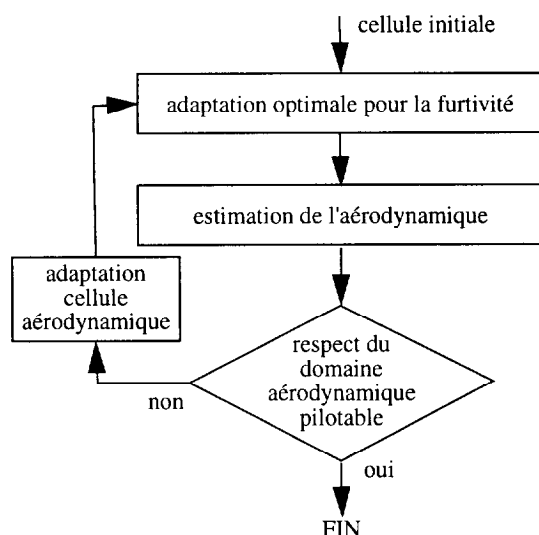 cellule initiale
adaptation optimale pour la furtivité
estimation de l'aérodynamique
adaptation
cellule
aérodynamique
respect du
domaine
aérodynamique
pilotable
non
oui
FIN